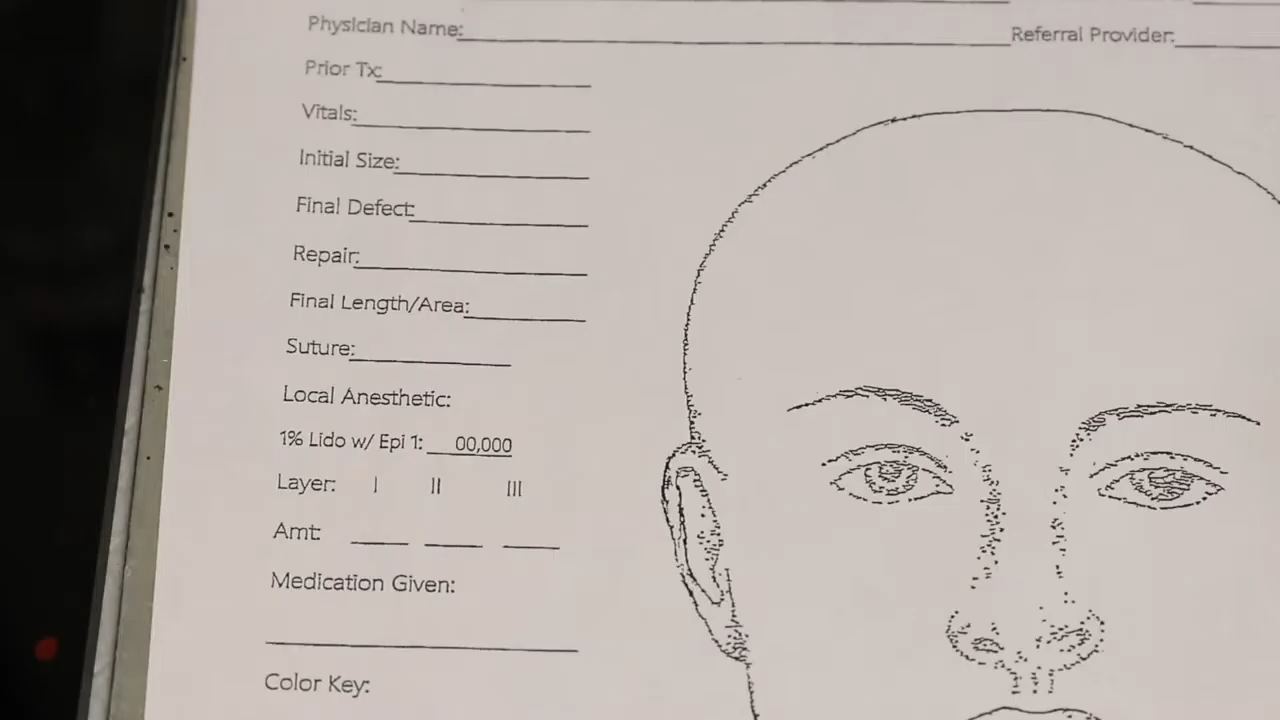 Physician Name: Referral Provider:
Prior Tx:
Vitals:
Initial Size:
Final Defect:
Repair:
Final Length/Area:
Suture:
Local Anesthetic:
1% Lido w/ Epi 1: 00,000
Layer: I II III
Amt:
Medication Given:
Color Key: